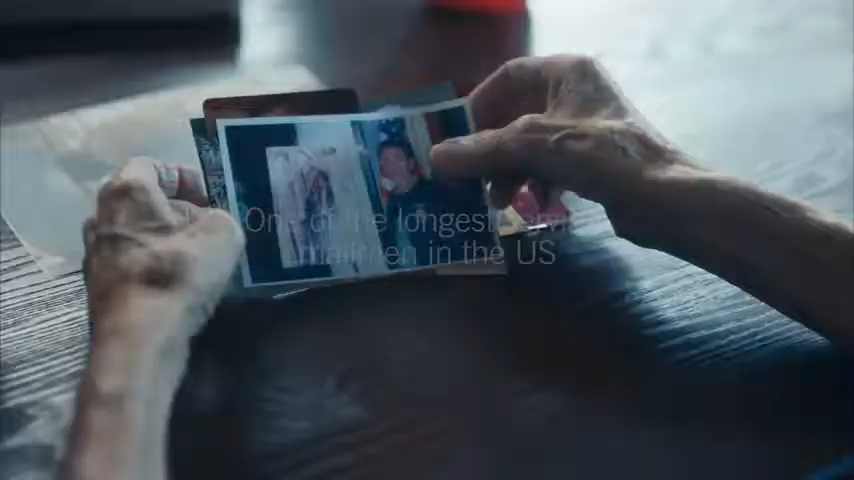 One of the longest
mailmen in the US